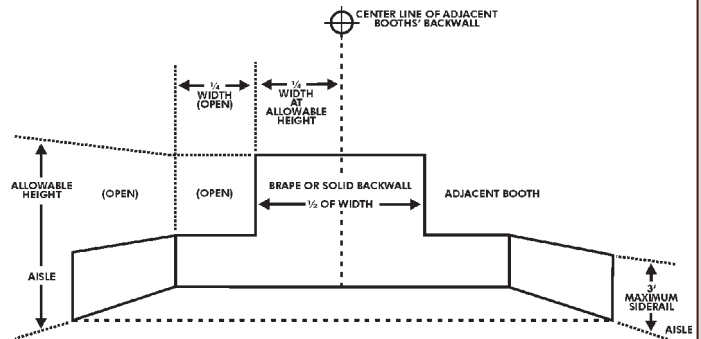 CENTER LINE OF ADJACENT
BOOTHS' BACKWALL
¼
WIDTH
(OPEN)
¼
WIDTH
AT
ALLOWABLE
HEIGHT
ALLOWABLE
HEIGHT
(OPEN)
(OPEN)
BRAPE OR SOLID BACKWALL
½ OF WIDTH
ADJACENT BOOTH
AISLE
3'
MAXIMUM
SIDERAIL
AISLE